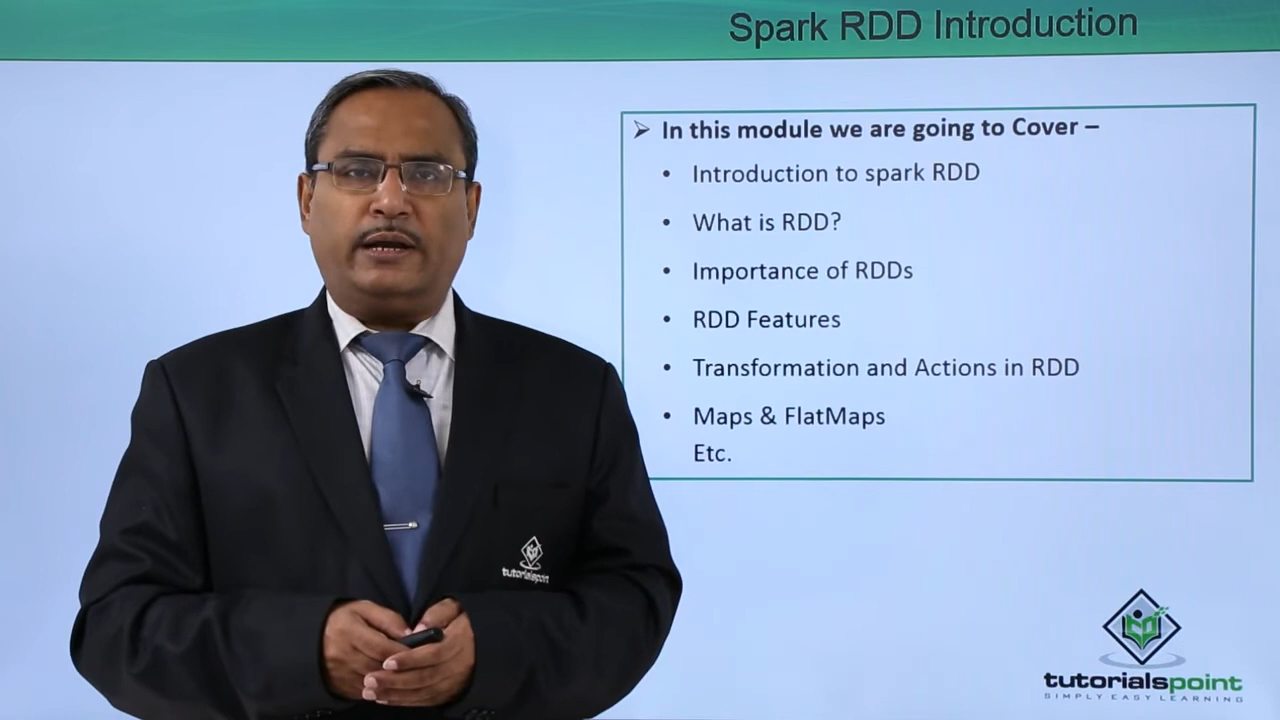 Spark RDD Introduction
➢ In this module we are going to Cover –
• Introduction to spark RDD
• What is RDD?
• Importance of RDDs
• RDD Features
• Transformation and Actions in RDD
• Maps & FlatMaps
Etc.
tutorialspoint
tutorialspoint
SIMPLY EASY LEARNING